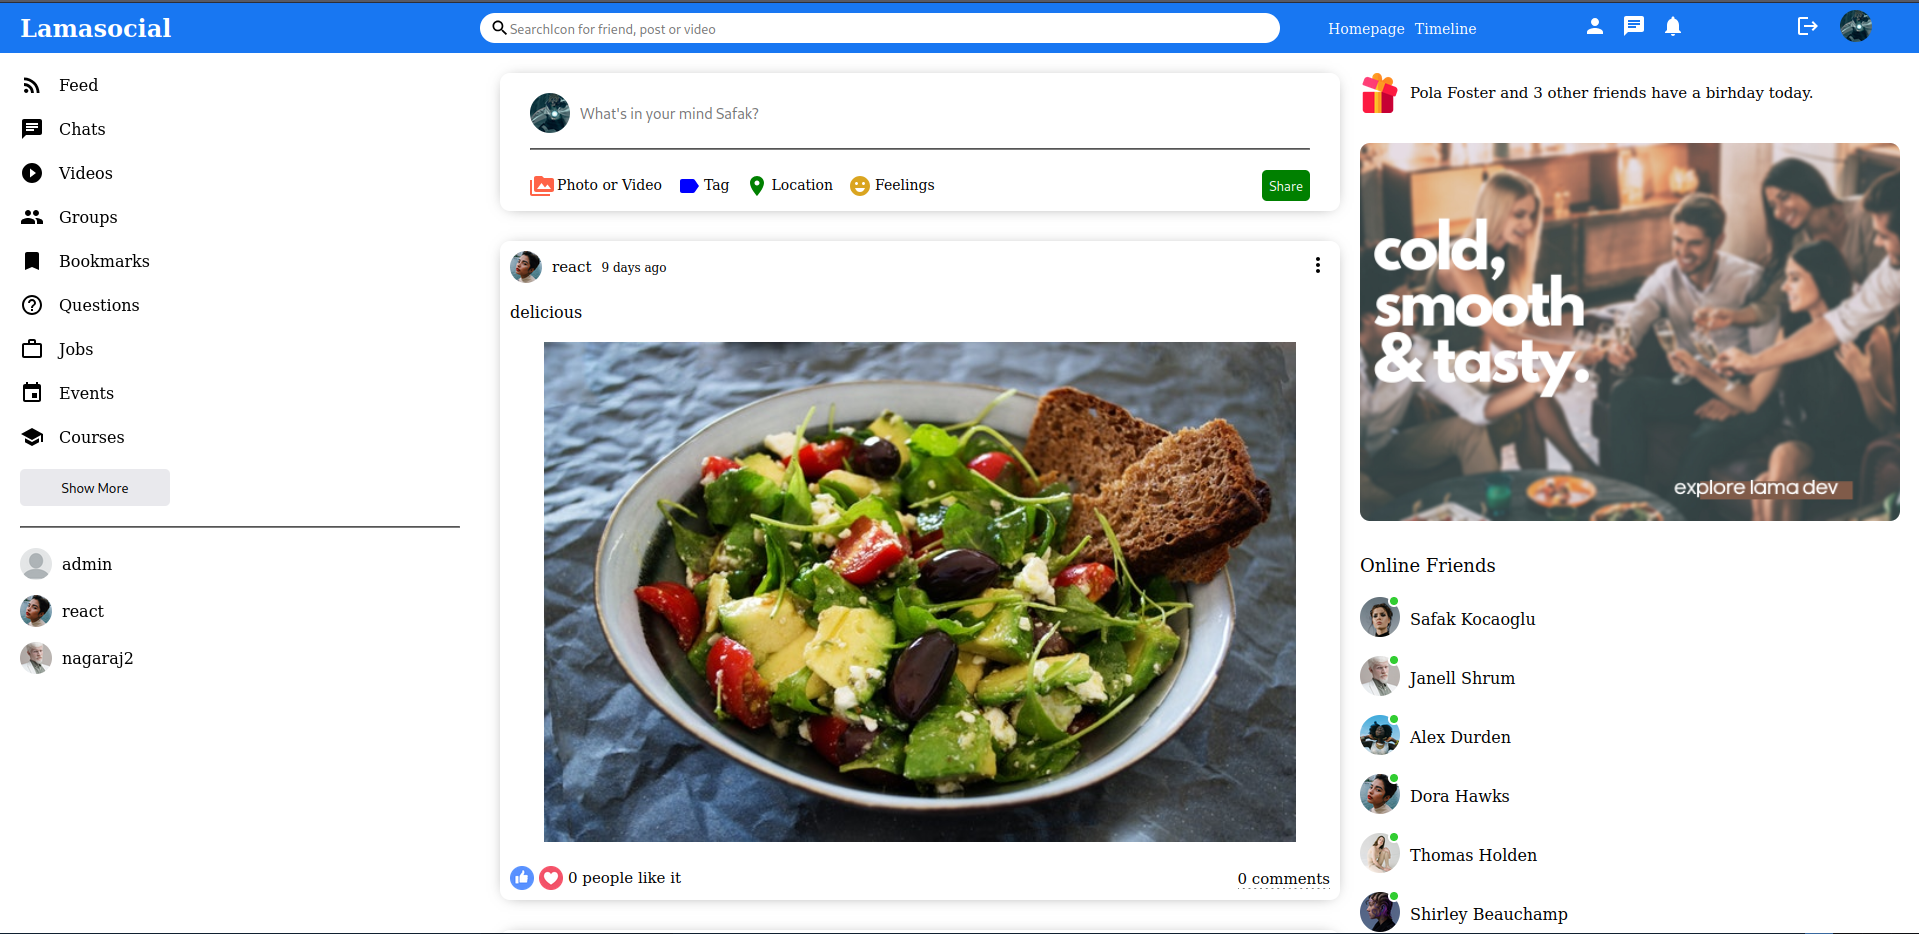 Lamasocial
SearchIcon for friend, post or video
Homepage Timeline
Feed
Chats
Videos
Groups
Bookmarks
Questions
Jobs
Events
Courses
Show More
admin
react
nagaraj2
What's in your mind Safak?
Photo or Video Tag Location Feelings Share
react 9 days ago
delicious
0 people like it 0 comments
Pola Foster and 3 other friends have a birhday today.
cold,
smooth
& tasty.
explore lama dev
Online Friends
Safak Kocaoglu
Janell Shrum
Alex Durden
Dora Hawks
Thomas Holden
Shirley Beauchamp